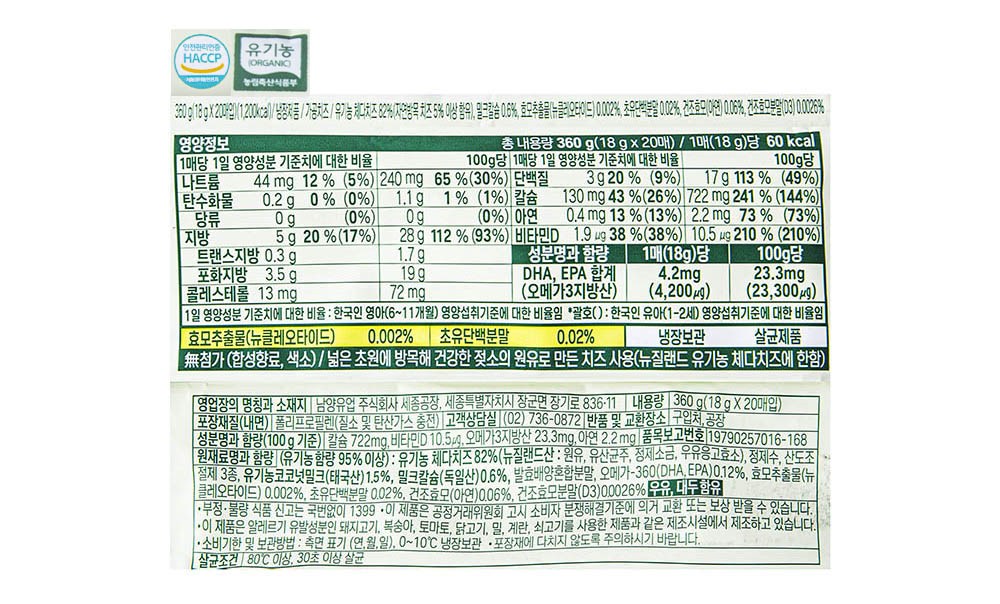 안전관리인증
HACCP
식품의약품안전처
유기농
(ORGANIC)
농림축산식품부
360 g(18 g X 20매입)(1,200kcal) / 냉장제품 / 가공치즈 / 유기농 체다치즈 82%(자연방목 치즈 5% 이상 함유), 밀크칼슘 0.6%, 효모추출물(뉴클레오타이드) 0.002%, 초유단백분말 0.02%, 건조효모(아연) 0.06%, 건조효모분말(D3) 0.0026%
영양정보 총 내용량 360 g(18 g x 20매) / 1매(18 g)당 60 kcal
1매당 1일 영양성분 기준치에 대한 비율 100g당 1매당 1일 영양성분 기준치에 대한 비율 100g당
나트륨 44 mg 12 % (5%) 240 mg 65 % (30%) 단백질 3 g 20 % (9%) 17 g 113 % (49%)
탄수화물 0.2 g 0 % (0%) 1.1 g 1 % (1%) 칼슘 130 mg 43 % (26%) 722 mg 241 % (144%)
당류 0 g (0%) 0 g (0%) 아연 0.4 mg 13 % (13%) 2.2 mg 73 % (73%)
지방 5 g 20 % (17%) 28 g 112 % (93%) 비타민D 1.9 μg 38 % (38%) 10.5 μg 210 % (210%)
트랜스지방 0.3 g 1.7 g 성분명과 함량 1매(18g)당 100g당
포화지방 3.5 g 19 g DHA, EPA 합계 4.2mg 23.3mg
콜레스테롤 13 mg 72 mg (오메가3지방산) (4,200μg) (23,300μg)
1일 영양성분 기준치에 대한 비율 : 한국인 영아(6~11개월) 영양섭취기준에 대한 비율임 *괄호( ) : 한국인 유아(1-2세) 영양섭취기준에 대한 비율임
효모추출물(뉴클레오타이드) 0.002% 초유단백분말 0.02% 냉장보관 살균제품
無첨가 (합성향료, 색소) / 넓은 초원에 방목해 건강한 젖소의 원유로 만든 치즈 사용(뉴질랜드 유기농 체다치즈에 한함)
영업장의 명칭과 소재지 남양유업 주식회사 세종공장, 세종특별자치시 장군면 장기로 836-11 내용량 360 g(18 g X 20매입)
포장재질(내면) 폴리프로필렌(질소 및 탄산가스 충전) 고객상담실 (02) 736-0872 반품 및 교환장소 구입처, 공장
성분명과 함량(100 g 기준) 칼슘 722mg, 비타민D 10.5μg, 오메가3지방산 23.3mg, 아연 2.2 mg 품목보고번호 19790257016-168
원재료명과 함량 (유기농함량 95% 이상) : 유기농 체다치즈 82%(뉴질랜드산 : 원유, 유산균주, 정제소금, 우유응고효소), 정제수, 산도조
절제 3종, 유기농코코넛밀크(태국산) 1.5%, 밀크칼슘(독일산) 0.6%, 발효배양혼합분말, 오메가-360(DHA, EPA) 0.12%, 효모추출물(뉴
클레오타이드) 0.002%, 초유단백분말 0.02%, 건조효모(아연)0.06%, 건조효모분말(D3)0.0026% 우유, 대두 함유
• 부정·불량 식품 신고는 국번없이 1399 • 이 제품은 공정거래위원회 고시 소비자 분쟁해결기준에 의거 교환 또는 보상 받을 수 있습니다.
• 이 제품은 알레르기 유발성분인 돼지고기, 복숭아, 토마토, 닭고기, 밀, 계란, 쇠고기를 사용한 제품과 같은 제조시설에서 제조하고 있습니다.
• 소비기한 및 보관방법 : 측면 표기 (연,월,일), 0~10℃ 냉장보관 • 포장재에 다치지 않도록 주의하시기 바랍니다.
살균조건 80℃ 이상, 30초 이상 살균